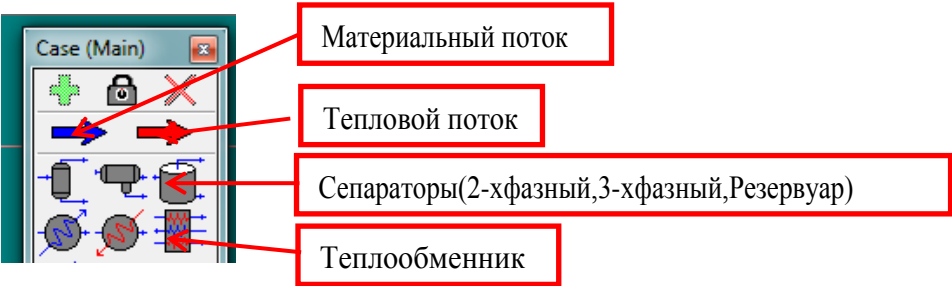 Case (Main)
Материальный поток
Тепловой поток
Сепараторы(2-хфазный,3-хфазный,Резервуар)
Теплообменник